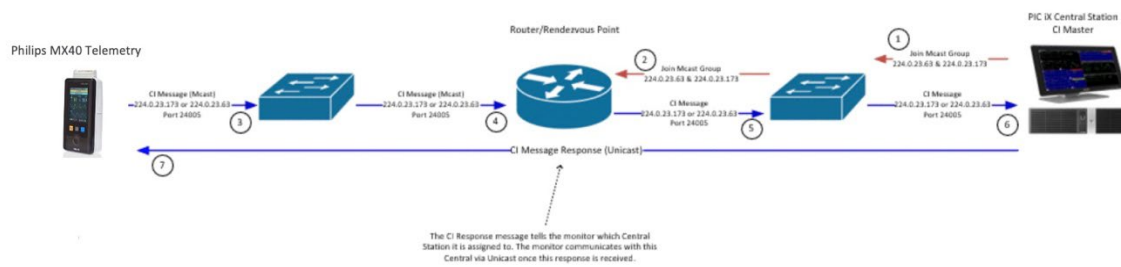 PIC iX Central Station
CI Master
Router/Rendezvous Point
Philips MX40 Telemetry
1
Join Mcast Group
224.0.23.63 & 224.0.23.173
2
Join Mcast Group
224.0.23.63 & 224.0.23.173
CI Message (Mcast)
224.0.23.173 or 224.0.23.63
Port 24005
3
CI Message (Mcast)
224.0.23.173 or 224.0.23.63
Port 24005
4
CI Message
224.0.23.173 or 224.0.23.63
Port 24005
5
CI Message
224.0.23.173 or 224.0.23.63
Port 24005
6
CI Message Response (Unicast)
7
The CI Response message tells the monitor which Central
Station it is assigned to. The monitor communicates with this
Central via Unicast once this response is received.